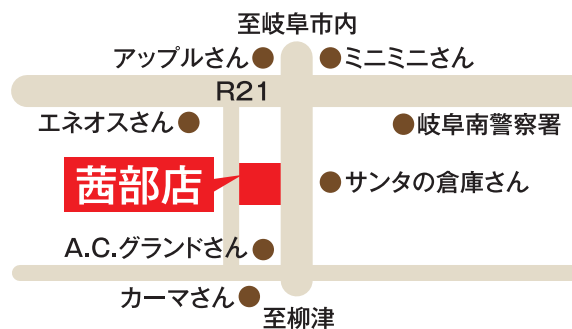 至岐阜市内
アップルさん
ミニミニさん
R21
エネオスさん
岐阜南警察署
茜部店
サンタの倉庫さん
A.C.グランドさん
カーマさん
至柳津